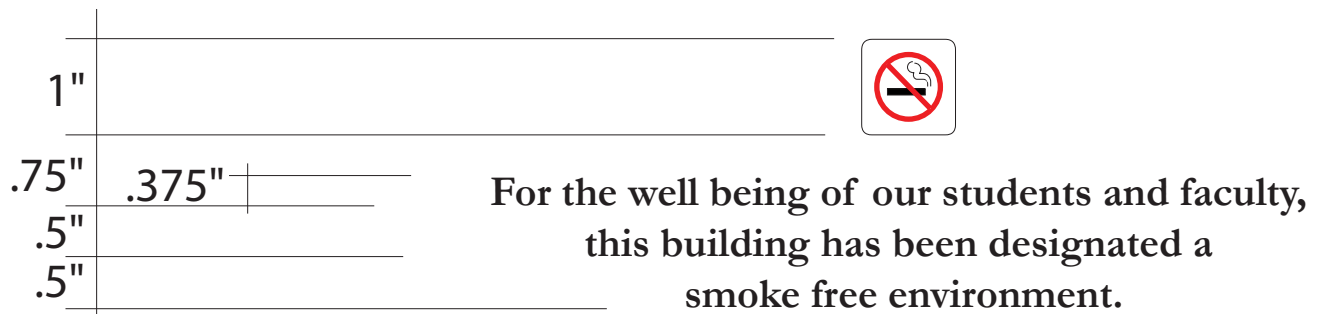 1"
.75"
.375"
For the well being of our students and faculty,
.5"
this building has been designated a
.5"
smoke free environment.